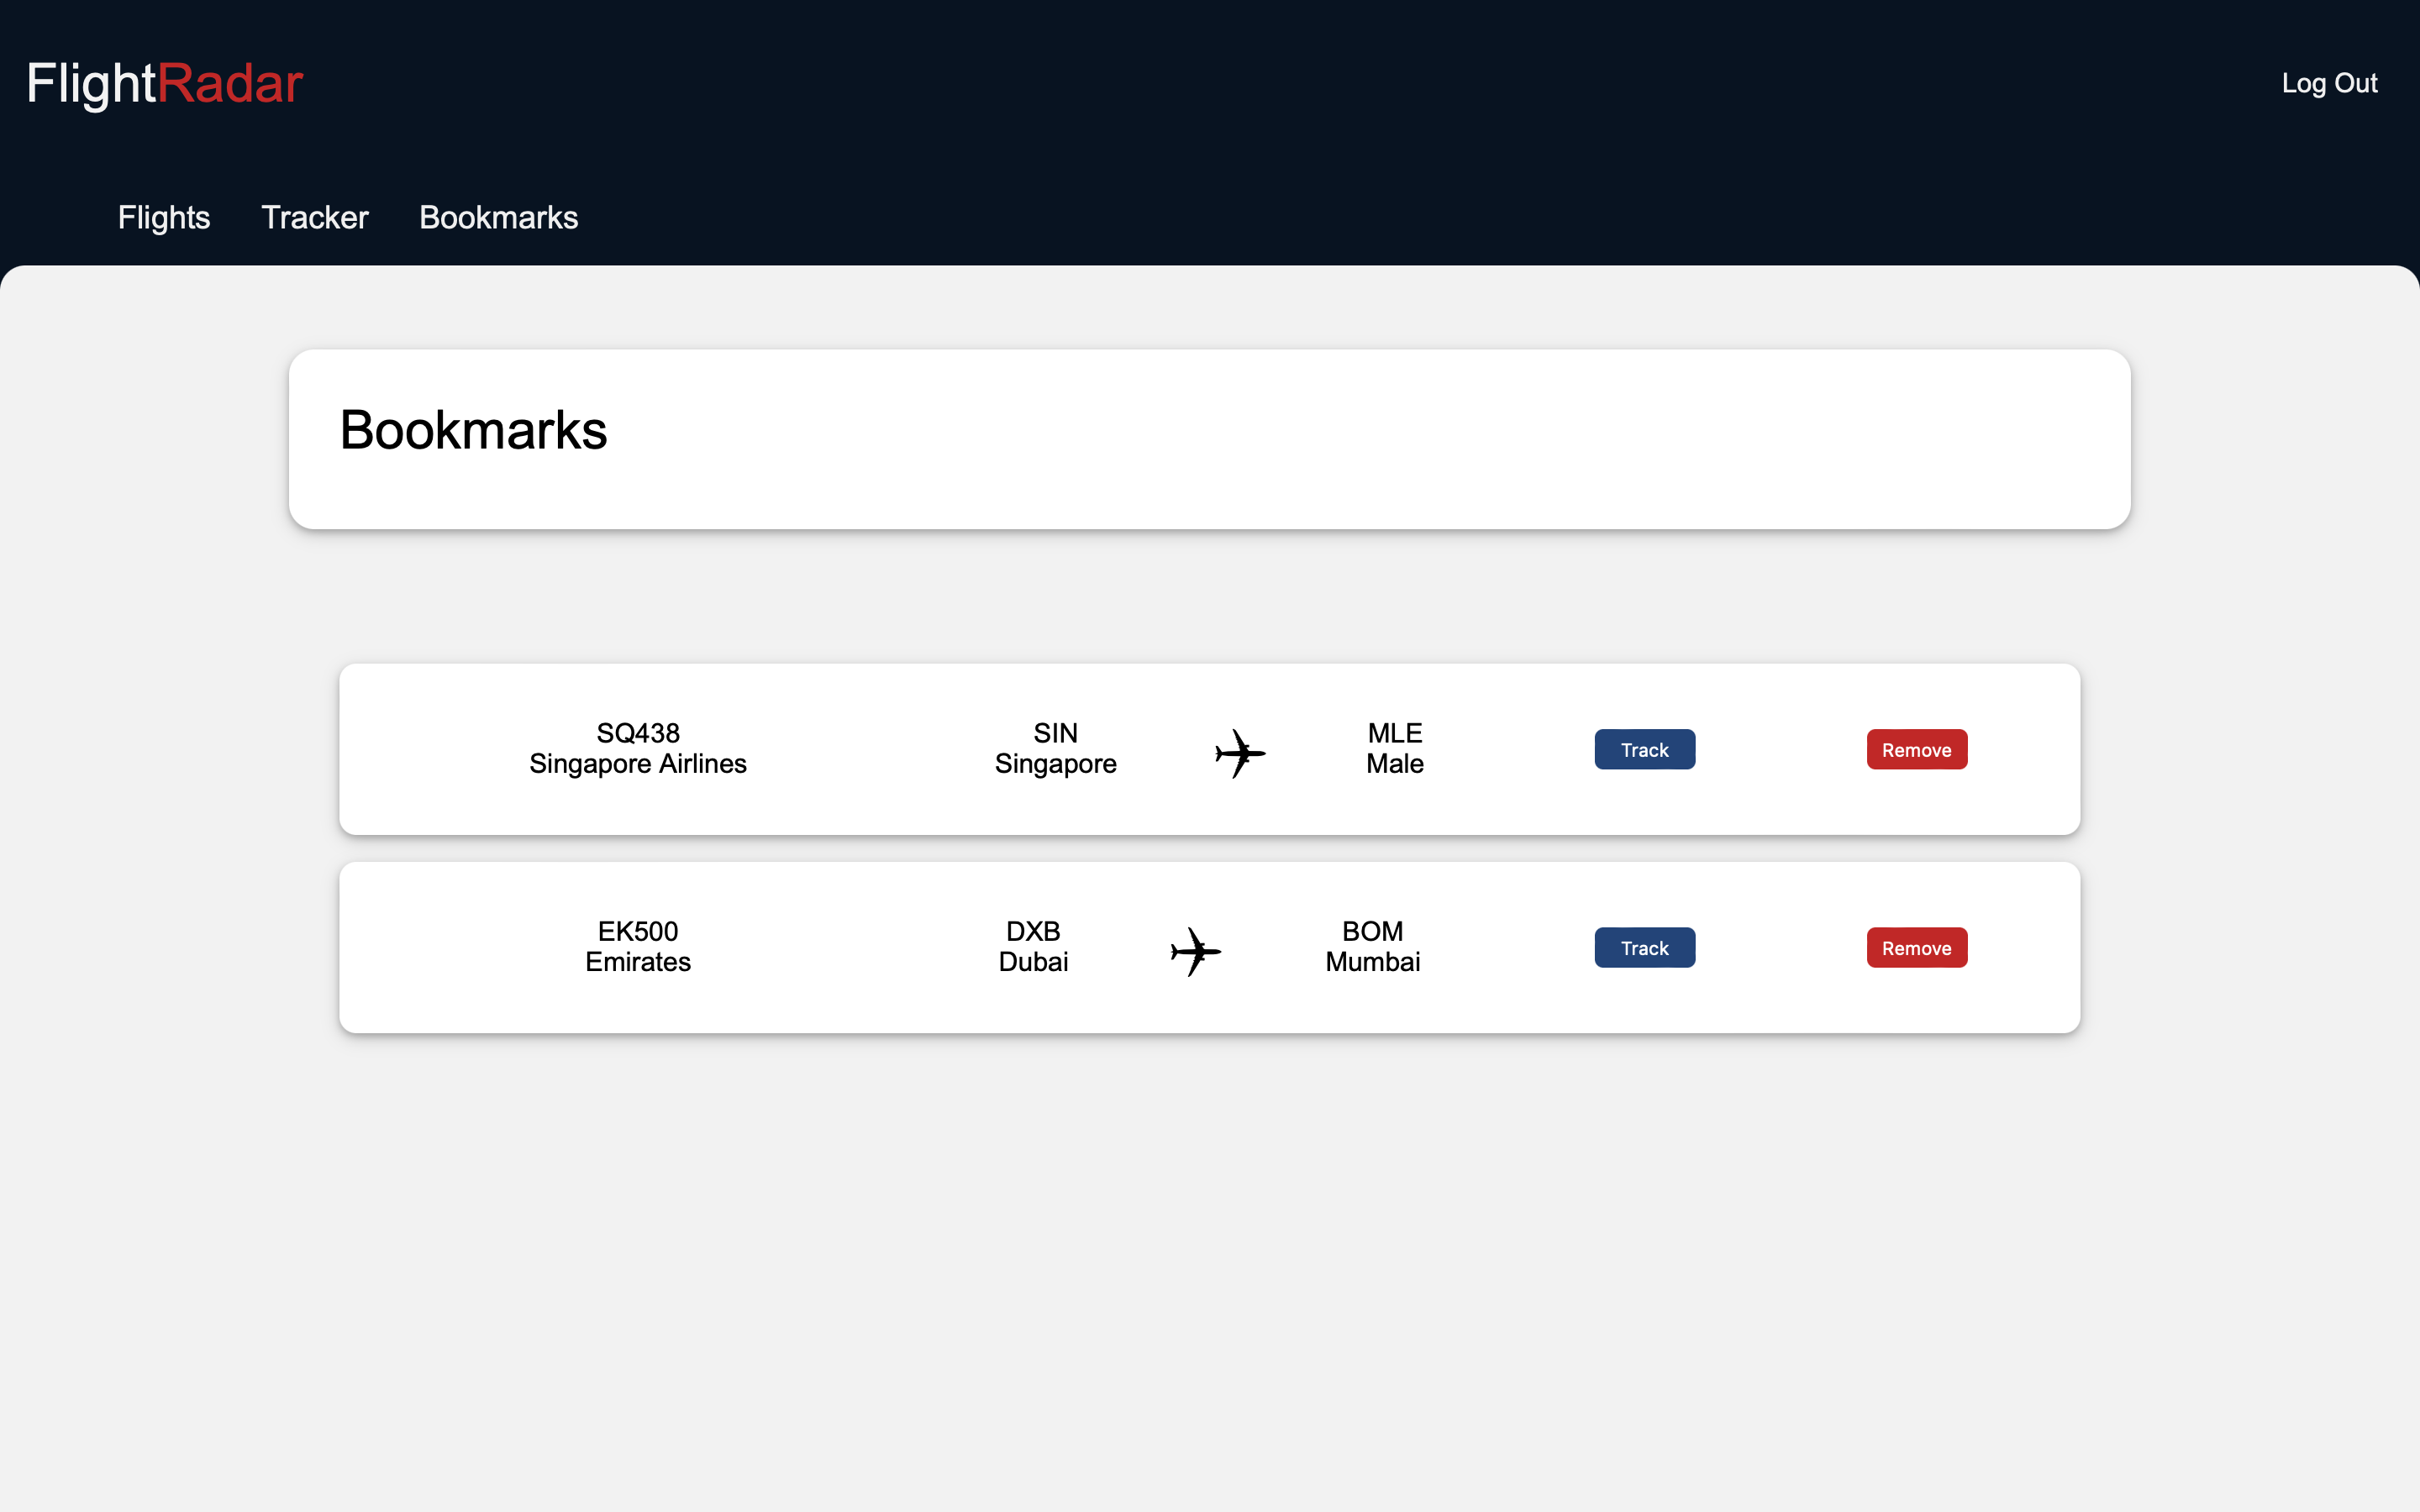 FlightRadar
Log Out
Flights Tracker Bookmarks
Bookmarks
SQ438
Singapore Airlines
SIN
Singapore
MLE
Male
Track
Remove
EK500
Emirates
DXB
Dubai
BOM
Mumbai
Track
Remove